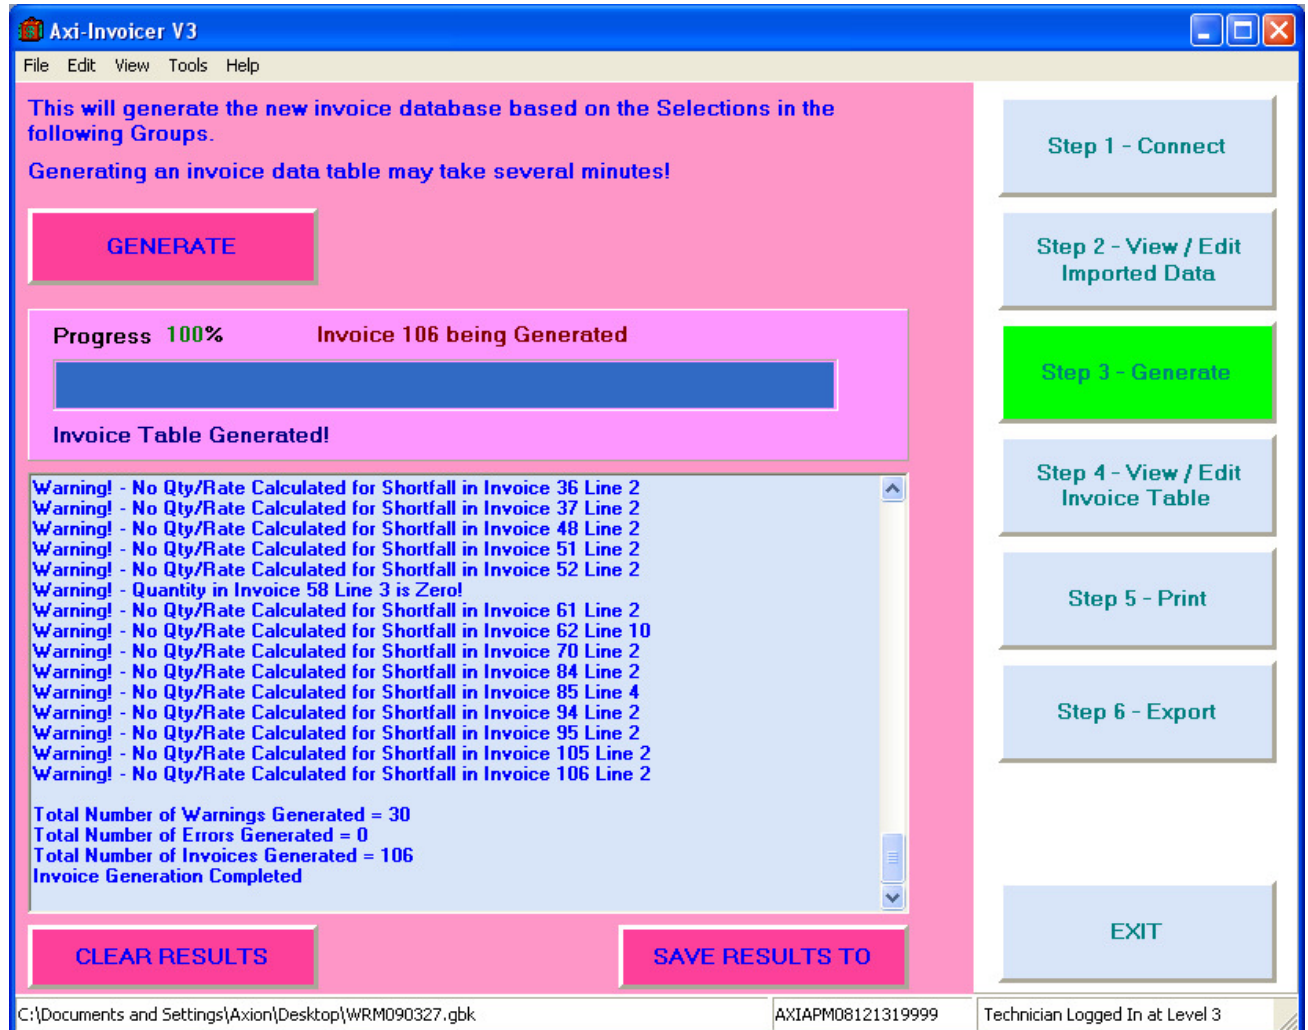 Axi-Invoicer V3
File Edit View Tools Help
This will generate the new invoice database based on the Selections in the
following Groups.
Generating an invoice data table may take several minutes!
GENERATE
Progress 100%
Invoice 106 being Generated
Invoice Table Generated!
Warning! - No Qty/Rate Calculated for Shortfall in Invoice 36 Line 2
Warning! - No Qty/Rate Calculated for Shortfall in Invoice 37 Line 2
Warning! - No Qty/Rate Calculated for Shortfall in Invoice 48 Line 2
Warning! - No Qty/Rate Calculated for Shortfall in Invoice 51 Line 2
Warning! - No Qty/Rate Calculated for Shortfall in Invoice 52 Line 2
Warning! - Quantity in Invoice 58 Line 3 is Zero!
Warning! - No Qty/Rate Calculated for Shortfall in Invoice 61 Line 2
Warning! - No Qty/Rate Calculated for Shortfall in Invoice 62 Line 10
Warning! - No Qty/Rate Calculated for Shortfall in Invoice 70 Line 2
Warning! - No Qty/Rate Calculated for Shortfall in Invoice 84 Line 2
Warning! - No Qty/Rate Calculated for Shortfall in Invoice 85 Line 4
Warning! - No Qty/Rate Calculated for Shortfall in Invoice 94 Line 2
Warning! - No Qty/Rate Calculated for Shortfall in Invoice 95 Line 2
Warning! - No Qty/Rate Calculated for Shortfall in Invoice 105 Line 2
Warning! - No Qty/Rate Calculated for Shortfall in Invoice 106 Line 2
Total Number of Warnings Generated = 30
Total Number of Errors Generated = 0
Total Number of Invoices Generated = 106
Invoice Generation Completed
CLEAR RESULTS
SAVE RESULTS TO
Step 1 - Connect
Step 2 - View / Edit
Imported Data
Step 3 - Generate
Step 4 - View / Edit
Invoice Table
Step 5 - Print
Step 6 - Export
EXIT
C:\Documents and Settings\Axion\Desktop\WRM090327.gbk
AXIAPM08121319999
Technician Logged In at Level 3